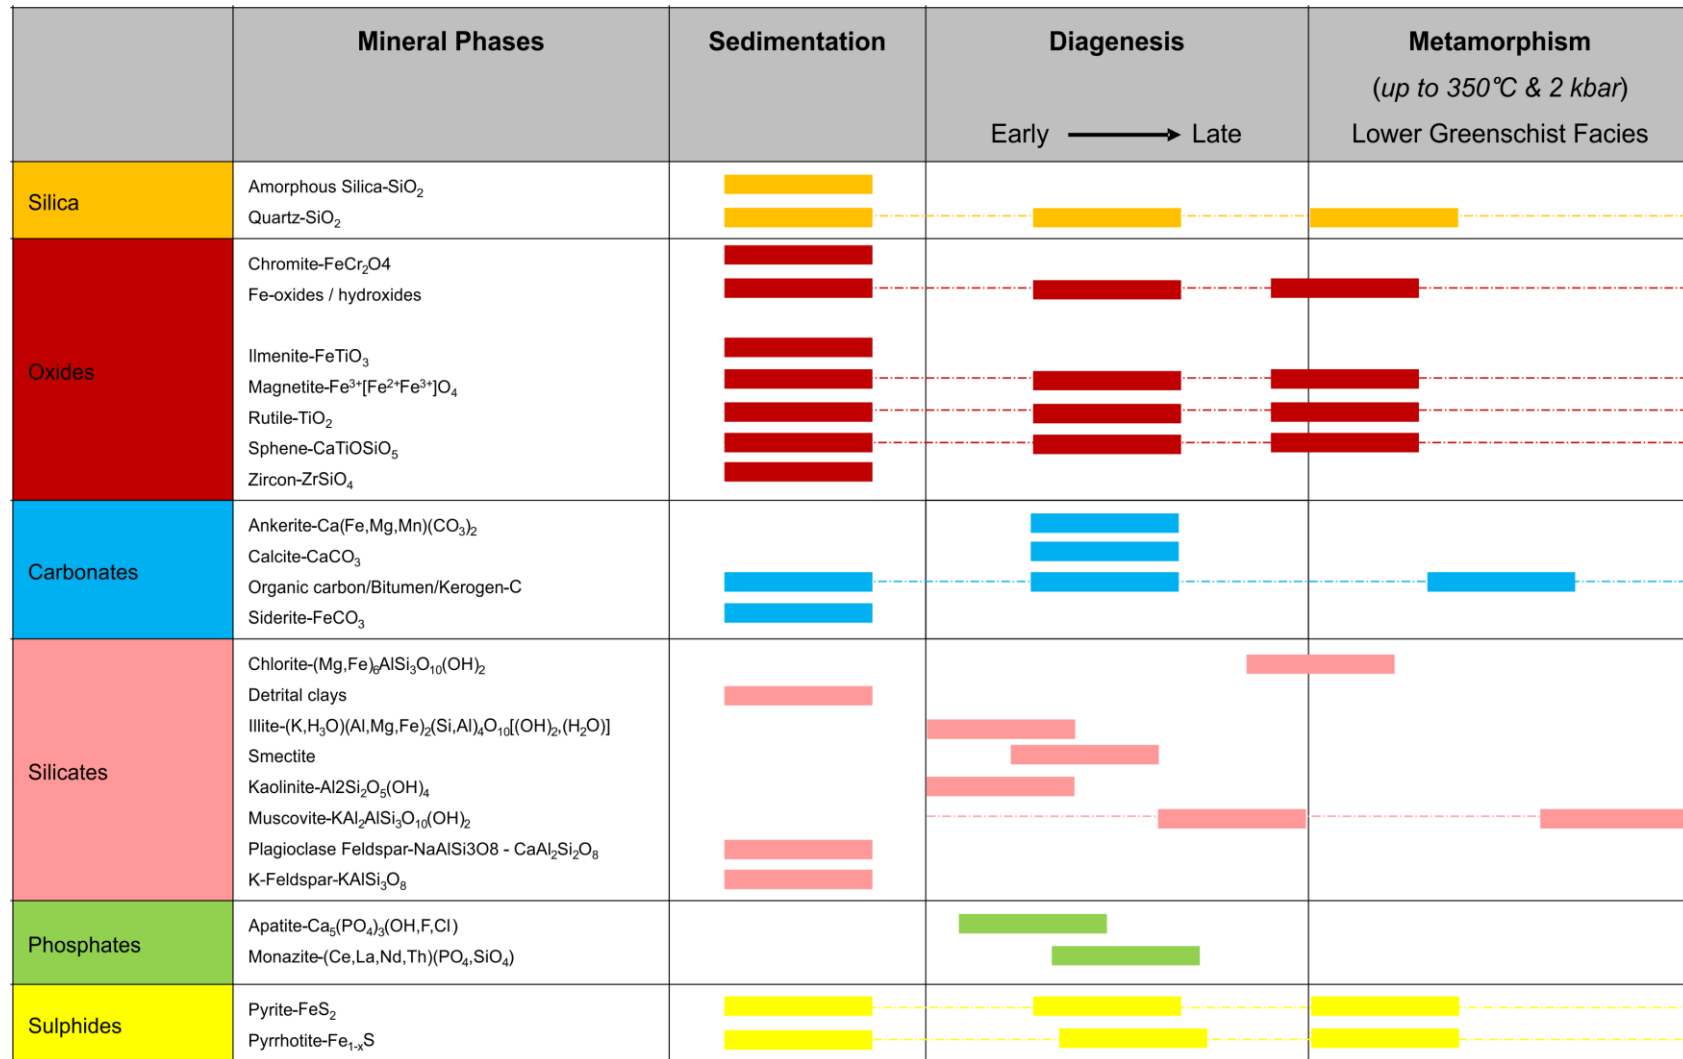 Mineral Phases
Sedimentation
Diagenesis
Metamorphism
(up to 350°C & 2 kbar)
Early
Late
Lower Greenschist Facies
Silica
Amorphous Silica-SiO₂
Quartz-SiO₂
Oxides
Chromite-FeCr₂O4
Fe-oxides / hydroxides
Ilmenite-FeTiO₃
Magnetite-Fe³⁺[Fe²⁺Fe³⁺]O₄
Rutile-TiO₂
Sphene-CaTiOSiO₅
Zircon-ZrSiO₄
Carbonates
Ankerite-Ca(Fe,Mg,Mn)(CO₃)₂
Calcite-CaCO₃
Organic carbon/Bitumen/Kerogen-C
Siderite-FeCO₃
Silicates
Chlorite-(Mg,Fe)₆AlSi₃O₁₀(OH)₂
Detrital clays
Illite-(K,H₃O)(Al,Mg,Fe)₂(Si,Al)₄O₁₀[(OH)₂,(H₂O)]
Smectite
Kaolinite-Al2Si₂O₅(OH)₄
Muscovite-KAl₂AlSi₃O₁₀(OH)₂
Plagioclase Feldspar-NaAlSi3O8 - CaAl₂Si₂O₈
K-Feldspar-KAlSi₃O₈
Phosphates
Apatite-Ca₅(PO₄)₃(OH,F,Cl)
Monazite-(Ce,La,Nd,Th)(PO₄,SiO₄)
Sulphides
Pyrite-FeS₂
Pyrrhotite-Fe₁₋ₓS